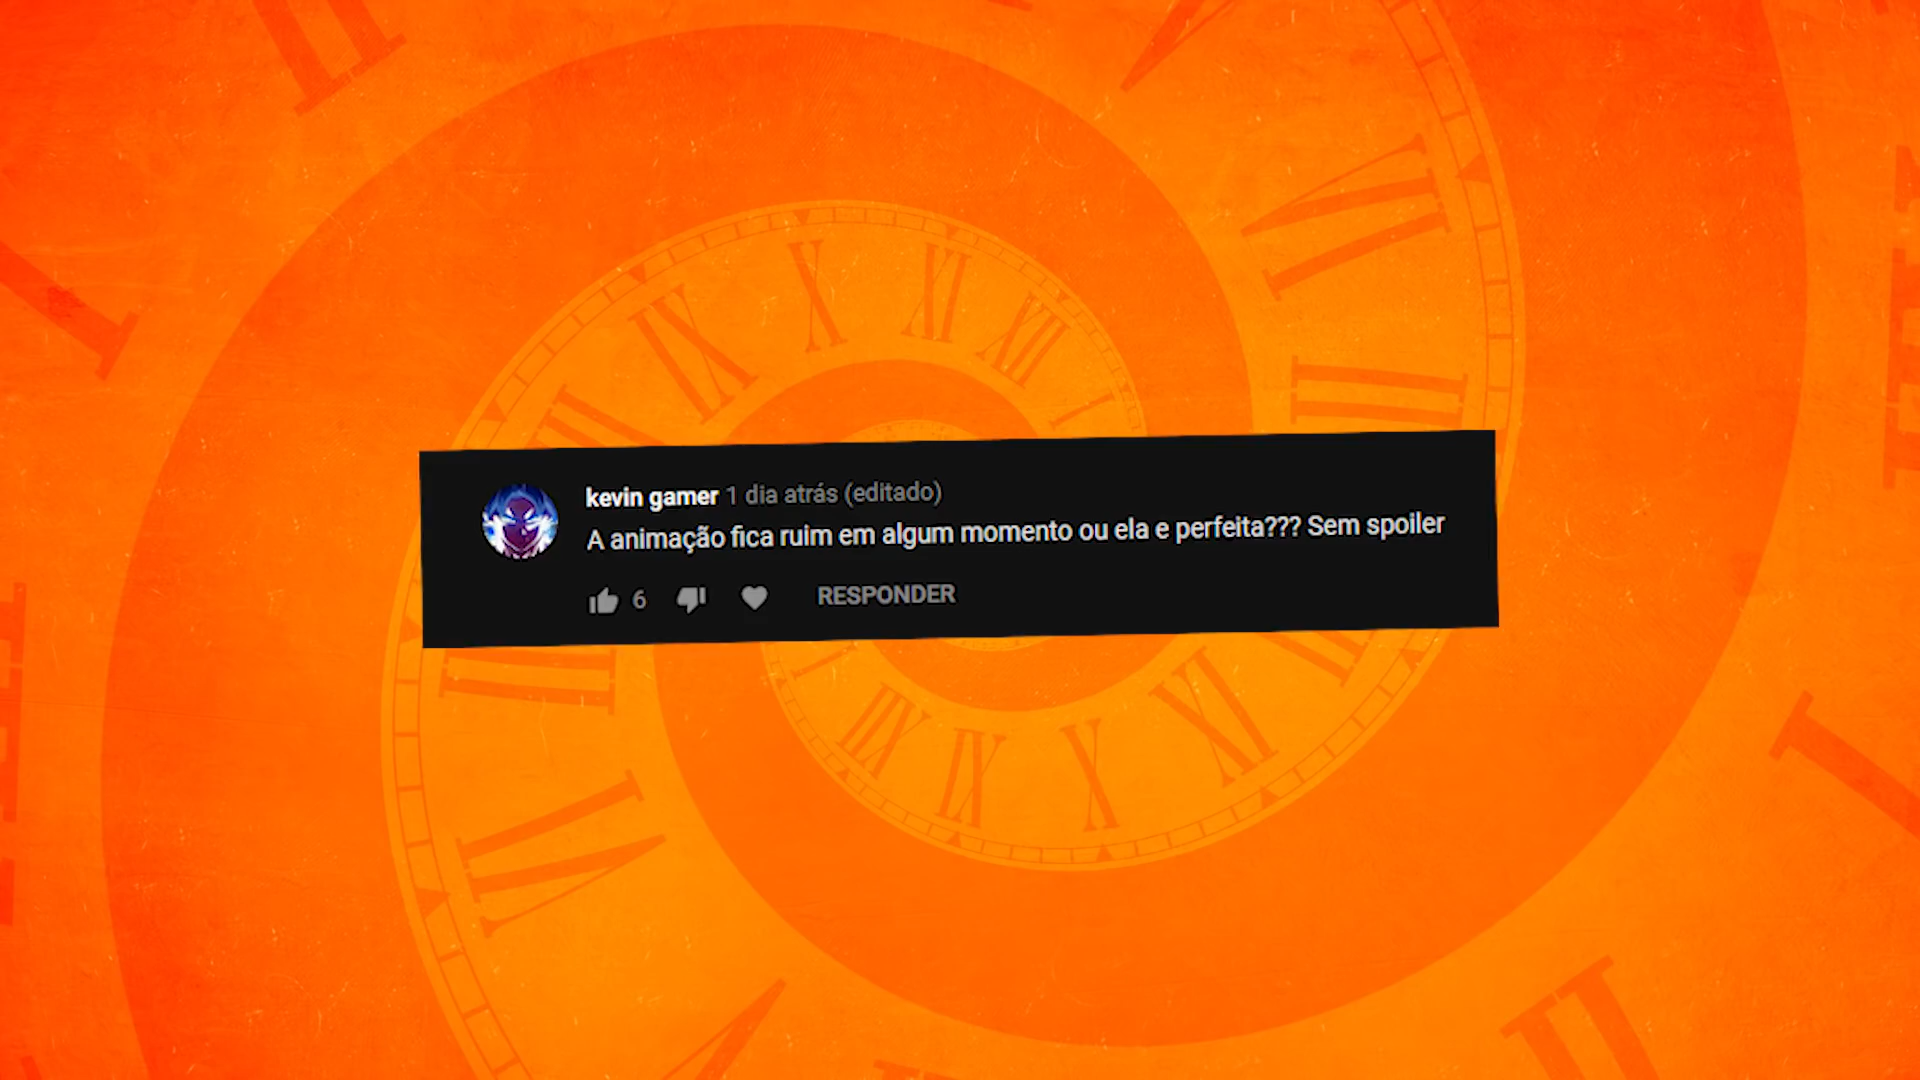 kevin gamer 1 dia atrás (editado)
A animação fica ruim em algum momento ou ela e perfeita??? Sem spoiler
6 RESPONDER